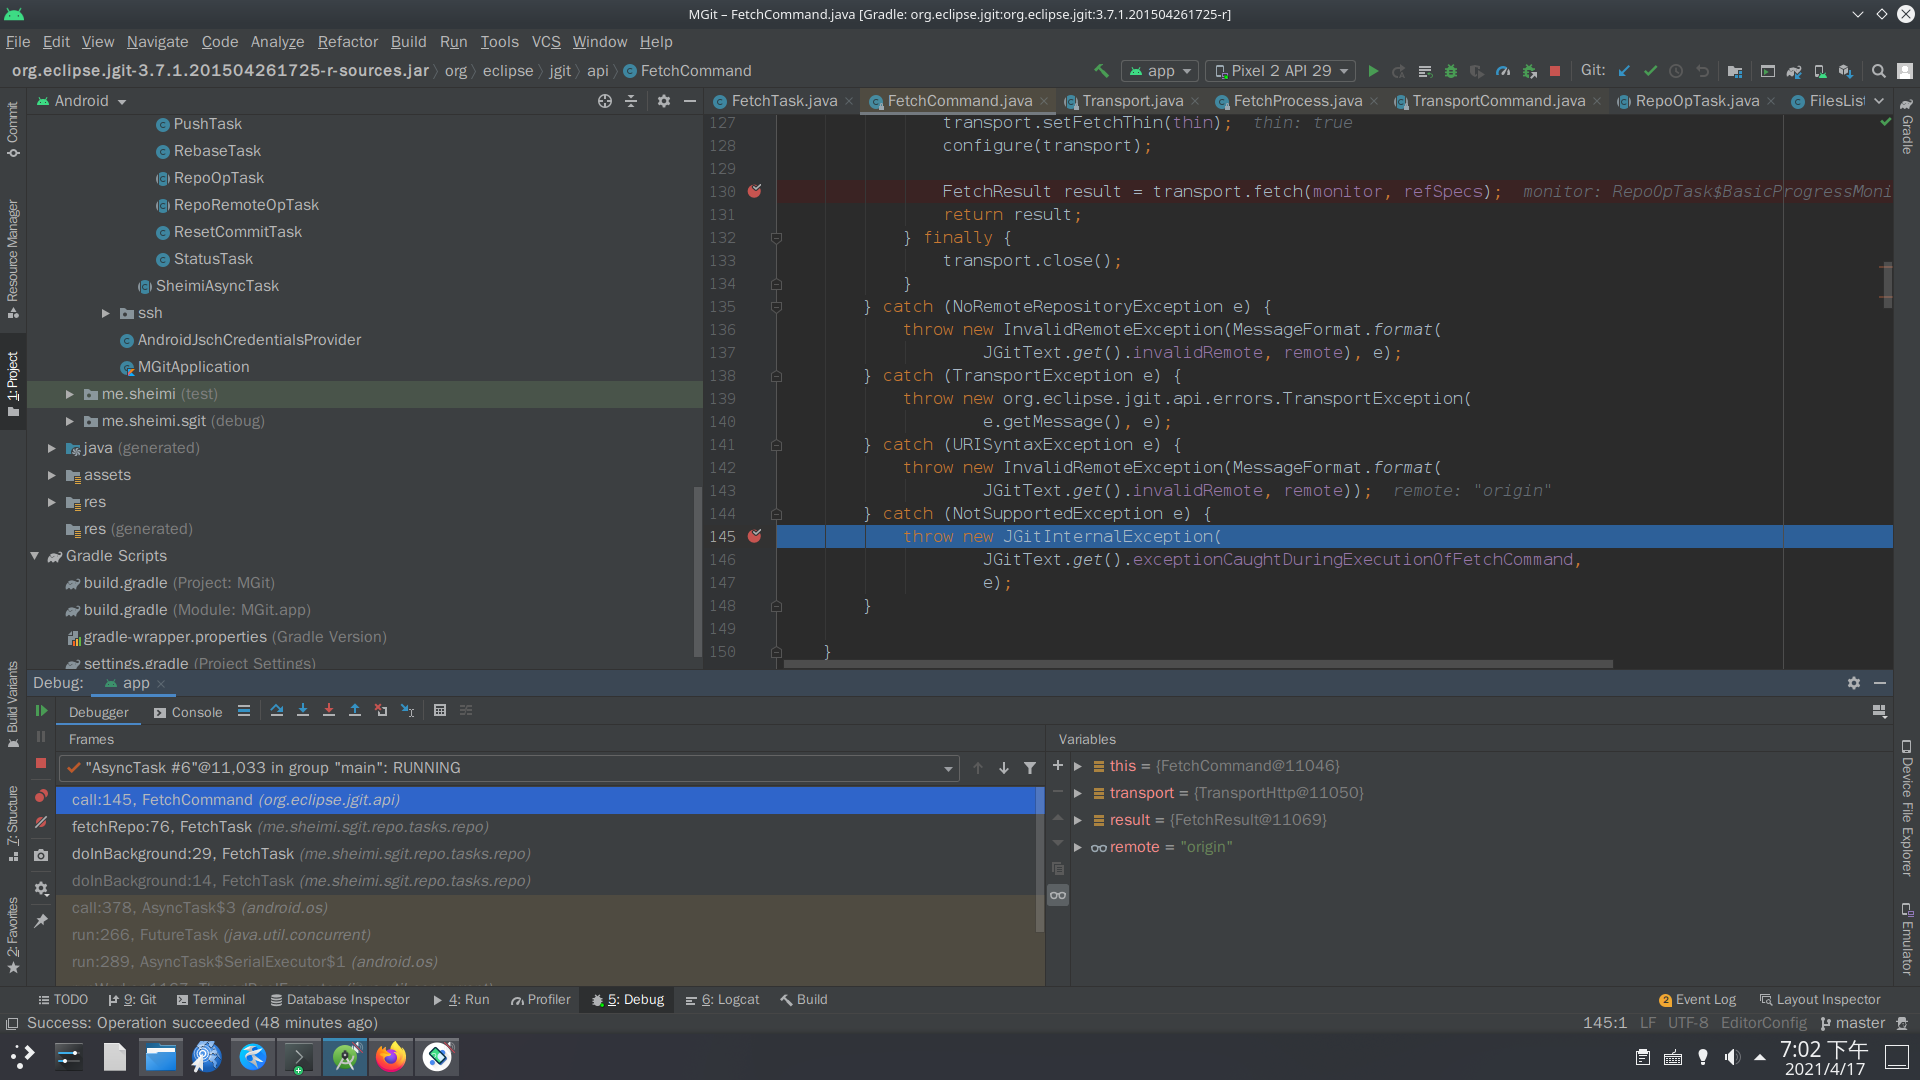 MGit – FetchCommand.java [Gradle: org.eclipse.jgit:org.eclipse.jgit:3.7.1.201504261725-r]
File Edit View Navigate Code Analyze Refactor Build Run Tools VCS Window Help
org.eclipse.jgit-3.7.1.201504261725-r-sources.jar org eclipse jgit api FetchCommand
app Pixel 2 API 29 Git:
Commit
Resource Manager
1: Project
Build Variants
7: Structure
2: Favorites
Android
PushTask
RebaseTask
RepoOpTask
RepoRemoteOpTask
ResetCommitTask
StatusTask
SheimiAsyncTask
ssh
AndroidJschCredentialsProvider
MGitApplication
me.sheimi (test)
me.sheimi.sgit (debug)
java (generated)
assets
res
res (generated)
Gradle Scripts
build.gradle (Project: MGit)
build.gradle (Module: MGit.app)
gradle-wrapper.properties (Gradle Version)
settings.gradle (Project Settings)
FetchTask.java FetchCommand.java Transport.java FetchProcess.java TransportCommand.java RepoOpTask.java FilesList
127 transport.setFetchThin(thin); thin: true
128 configure(transport);
129
130 FetchResult result = transport.fetch(monitor, refSpecs); monitor: RepoOpTask$BasicProgressMoni
131 return result;
132 } finally {
133 transport.close();
134 }
135 } catch (NoRemoteRepositoryException e) {
136 throw new InvalidRemoteException(MessageFormat.format(
137 JGitText.get().invalidRemote, remote), e);
138 } catch (TransportException e) {
139 throw new org.eclipse.jgit.api.errors.TransportException(
140 e.getMessage(), e);
141 } catch (URISyntaxException e) {
142 throw new InvalidRemoteException(MessageFormat.format(
143 JGitText.get().invalidRemote, remote)); remote: "origin"
144 } catch (NotSupportedException e) {
145 throw new JGitInternalException(
146 JGitText.get().exceptionCaughtDuringExecutionOfFetchCommand,
147 e);
148 }
149
150 }
Gradle
Device File Explorer
Emulator
Debug: app
Debugger Console
Frames
"AsyncTask #6"@11,033 in group "main": RUNNING
call:145, FetchCommand (org.eclipse.jgit.api)
fetchRepo:76, FetchTask (me.sheimi.sgit.repo.tasks.repo)
doInBackground:29, FetchTask (me.sheimi.sgit.repo.tasks.repo)
doInBackground:14, FetchTask (me.sheimi.sgit.repo.tasks.repo)
call:378, AsyncTask$3 (android.os)
run:266, FutureTask (java.util.concurrent)
run:289, AsyncTask$SerialExecutor$1 (android.os)
Variables
this = {FetchCommand@11046}
transport = {TransportHttp@11050}
result = {FetchResult@11069}
remote = "origin"
TODO 9: Git Terminal Database Inspector 4: Run Profiler 5: Debug 6: Logcat Build 2 Event Log Layout Inspector
Success: Operation succeeded (48 minutes ago) 145:1 LF UTF-8 EditorConfig master
7:02 下午
2021/4/17